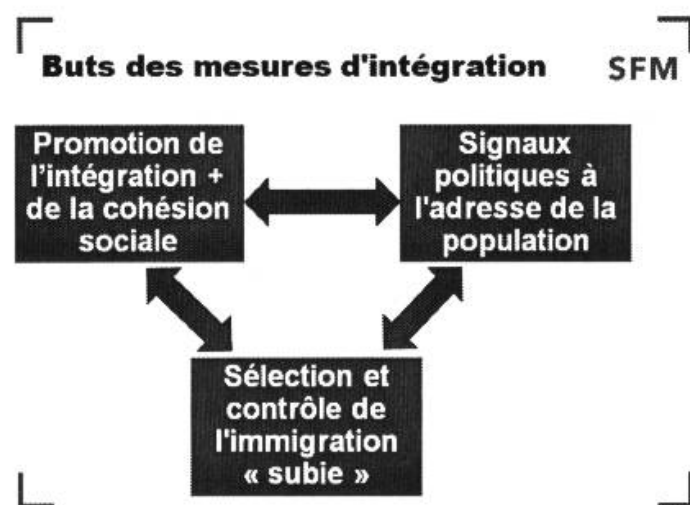 Buts des mesures d'intégration
SFM
Promotion de
l'intégration +
de la cohésion
sociale
Signaux
politiques à
l'adresse de la
population
Sélection et
contrôle de
l'immigration
« subie »